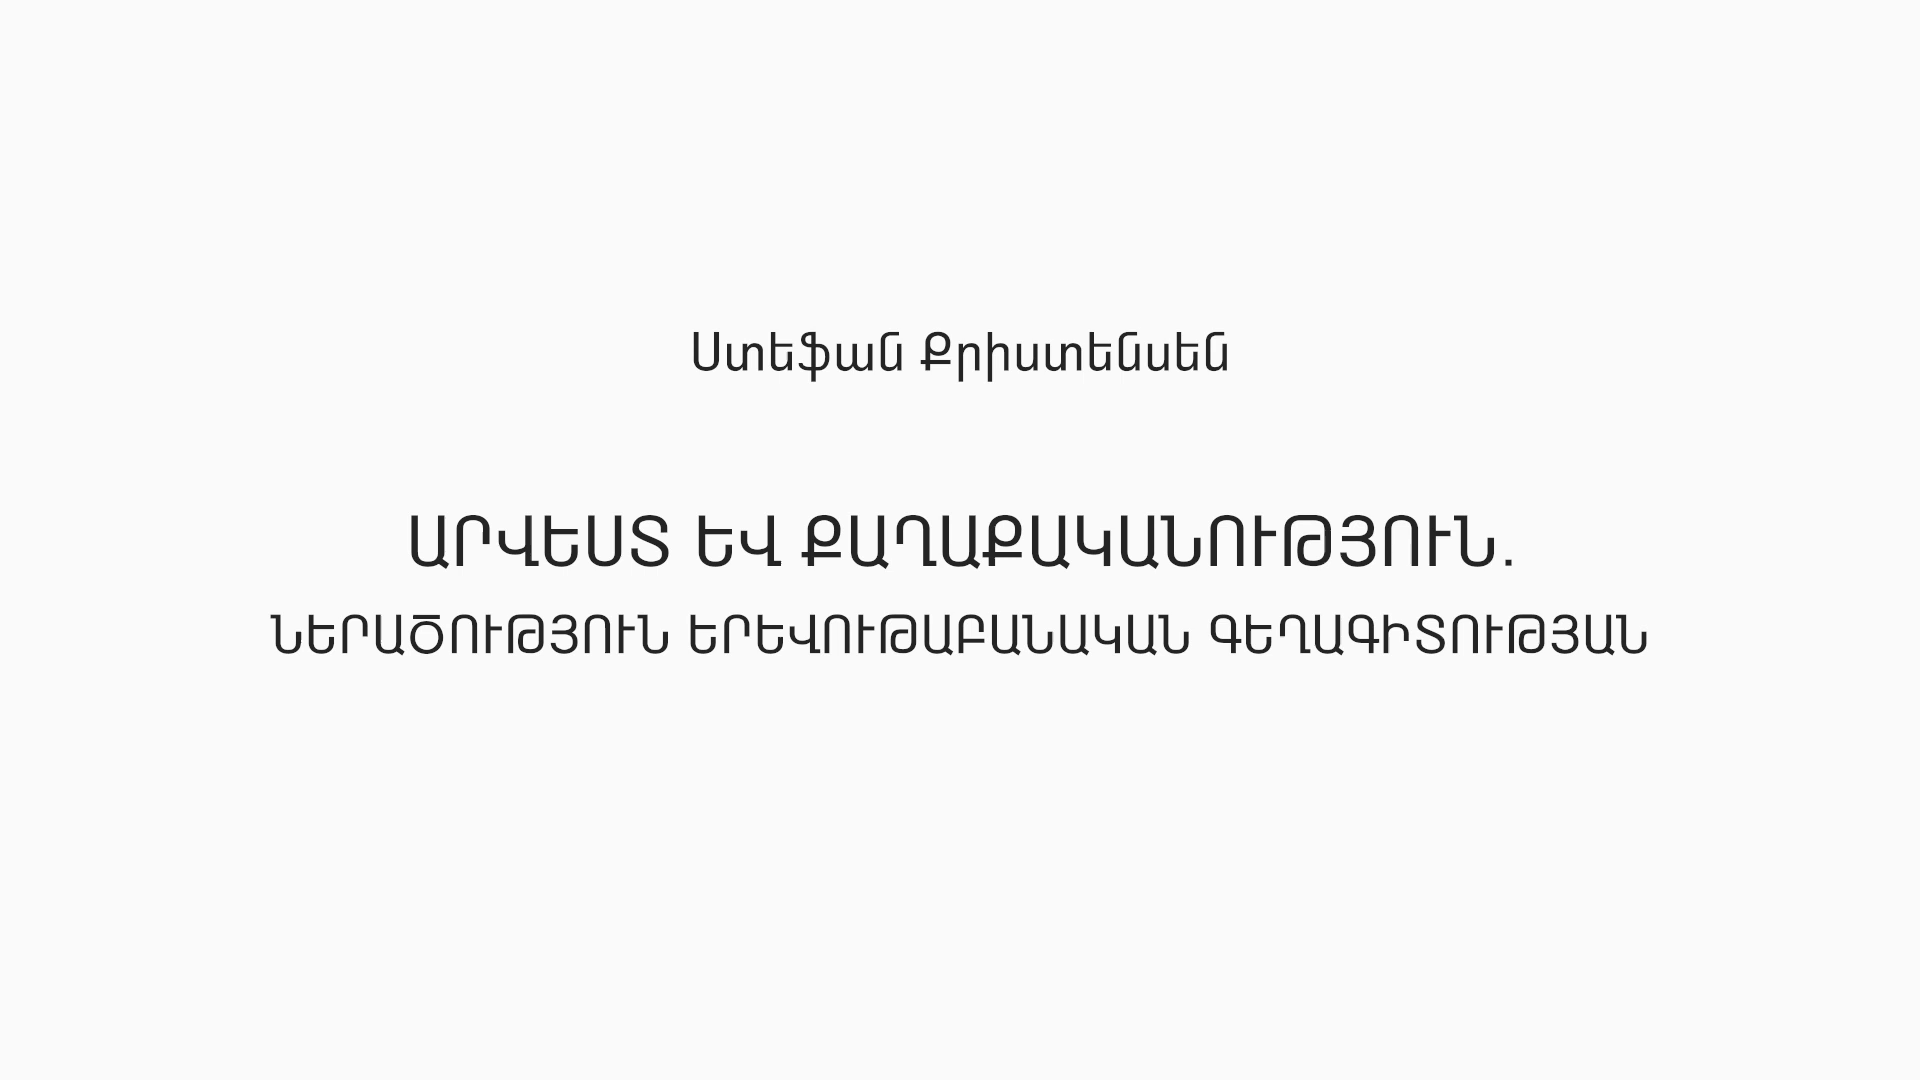 Ստեֆան Քրիստենսեն
ԱՐՎԵՍՏ ԵՎ ՔԱՂԱՔԱԿԱՆՈՒԹՅՈՒՆ.
ՆԵՐԱԾՈՒԹՅՈՒՆ ԵՐԵՎՈՒԹԱԲԱՆԱԿԱՆ ԳԵՂԱԳԻՏՈՒԹՅԱՆ